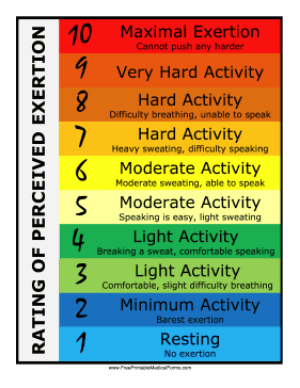 RATING OF PERCEIVED EXERTION
10 Maximal Exertion
Cannot push any harder
9 Very Hard Activity
8 Hard Activity
Difficulty breathing, unable to speak
7 Hard Activity
Heavy sweating, difficulty speaking
6 Moderate Activity
Moderate sweating, able to speak
5 Moderate Activity
Speaking is easy, light sweating
4 Light Activity
Breaking a sweat, comfortable speaking
3 Light Activity
Comfortable, slight difficulty breathing
2 Minimum Activity
Barest exertion
1 Resting
No exertion
www.FreePrintableMedicalForms.com